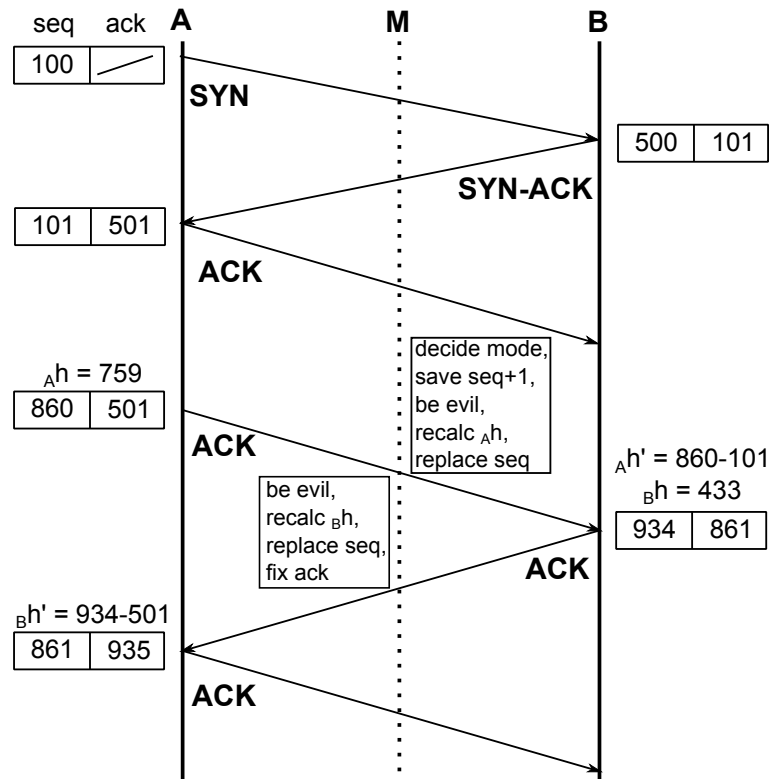 seq ack A M B
100
SYN
500 101
SYN-ACK
101 501
ACK
decide mode,
save seq+1,
be evil,
recalc Ah,
replace seq
Ah = 759
860 501
ACK
Ah' = 860-101
Bh = 433
934 861
be evil,
recalc Bh,
replace seq,
fix ack
ACK
Bh' = 934-501
861 935
ACK